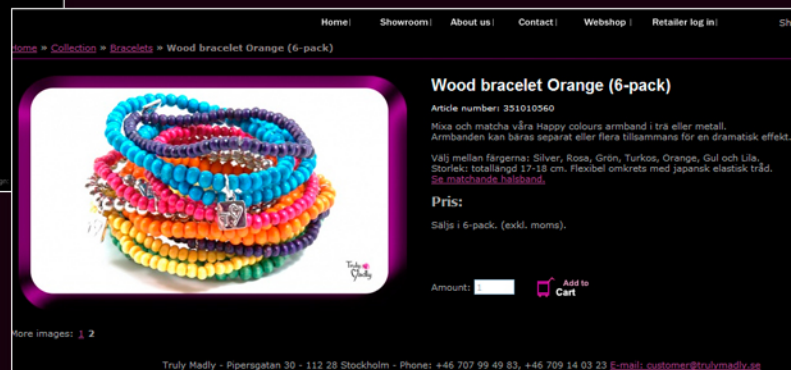 Home| Showroom| About us| Contact| Webshop | Retailer log in| Sh
Home » Collection » Bracelets » Wood bracelet Orange (6-pack)
Wood bracelet Orange (6-pack)
Article number: 351010560
Mixa och matcha våra Happy colours armband i trä eller metall.
Armbanden kan bäras separat eller flera tillsammans för en dramatisk effekt.
Välj mellan färgerna: Silver, Rosa, Grön, Turkos, Orange, Gul och Lila.
Storlek: totallängd 17-18 cm. Flexibel omkrets med japansk elastisk tråd.
Se matchande halsband.
Pris:
Säljs i 6-pack. (exkl. moms).
Truly
Madly
Amount: 1 Add to
Cart
More images: 1 2
Truly Madly - Pipersgatan 30 - 112 28 Stockholm - Phone: +46 707 99 49 83, +46 709 14 03 23 E-mail: customer@trulymadly.se